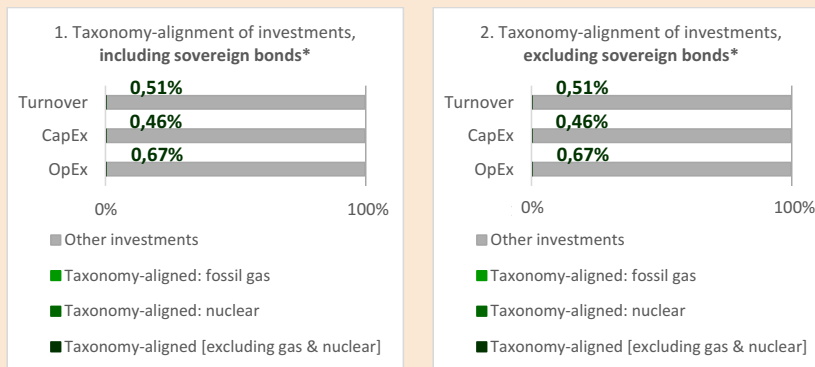 1. Taxonomy-alignment of investments,
including sovereign bonds*
0,51%
Turnover
0,46%
CapEx
0,67%
OpEx
0%
100%
Other investments
Taxonomy-aligned: fossil gas
Taxonomy-aligned: nuclear
Taxonomy-aligned [excluding gas & nuclear]
2. Taxonomy-alignment of investments,
excluding sovereign bonds*
0,51%
Turnover
0,46%
CapEx
0,67%
OpEx
0%
100%
Other investments
Taxonomy-aligned: fossil gas
Taxonomy-aligned: nuclear
Taxonomy-aligned [excluding gas & nuclear]